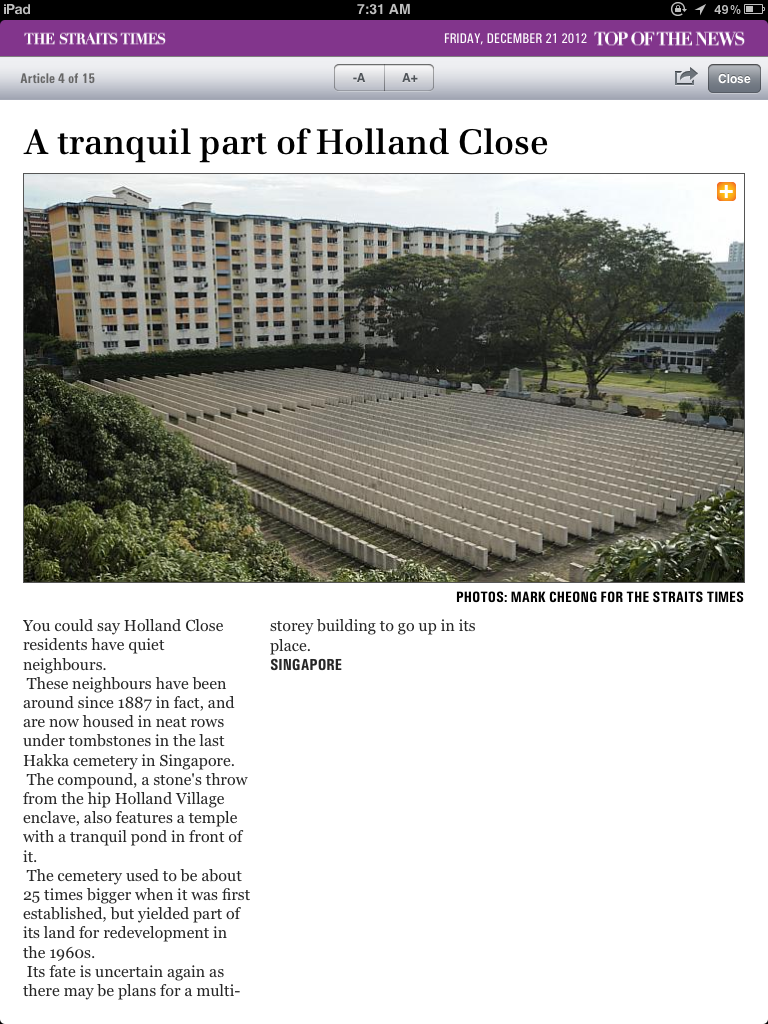 iPad
7:31 AM
49%
THE STRAITS TIMES
FRIDAY, DECEMBER 21 2012 TOP OF THE NEWS
Article 4 of 15
-A
A+
Close
A tranquil part of Holland Close
PHOTOS: MARK CHEONG FOR THE STRAITS TIMES
You could say Holland Close
residents have quiet
neighbours.
These neighbours have been
around since 1887 in fact, and
are now housed in neat rows
under tombstones in the last
Hakka cemetery in Singapore.
The compound, a stone's throw
from the hip Holland Village
enclave, also features a temple
with a tranquil pond in front of
it.
The cemetery used to be about
25 times bigger when it was first
established, but yielded part of
its land for redevelopment in
the 1960s.
Its fate is uncertain again as
there may be plans for a multi-
storey building to go up in its
place.
SINGAPORE